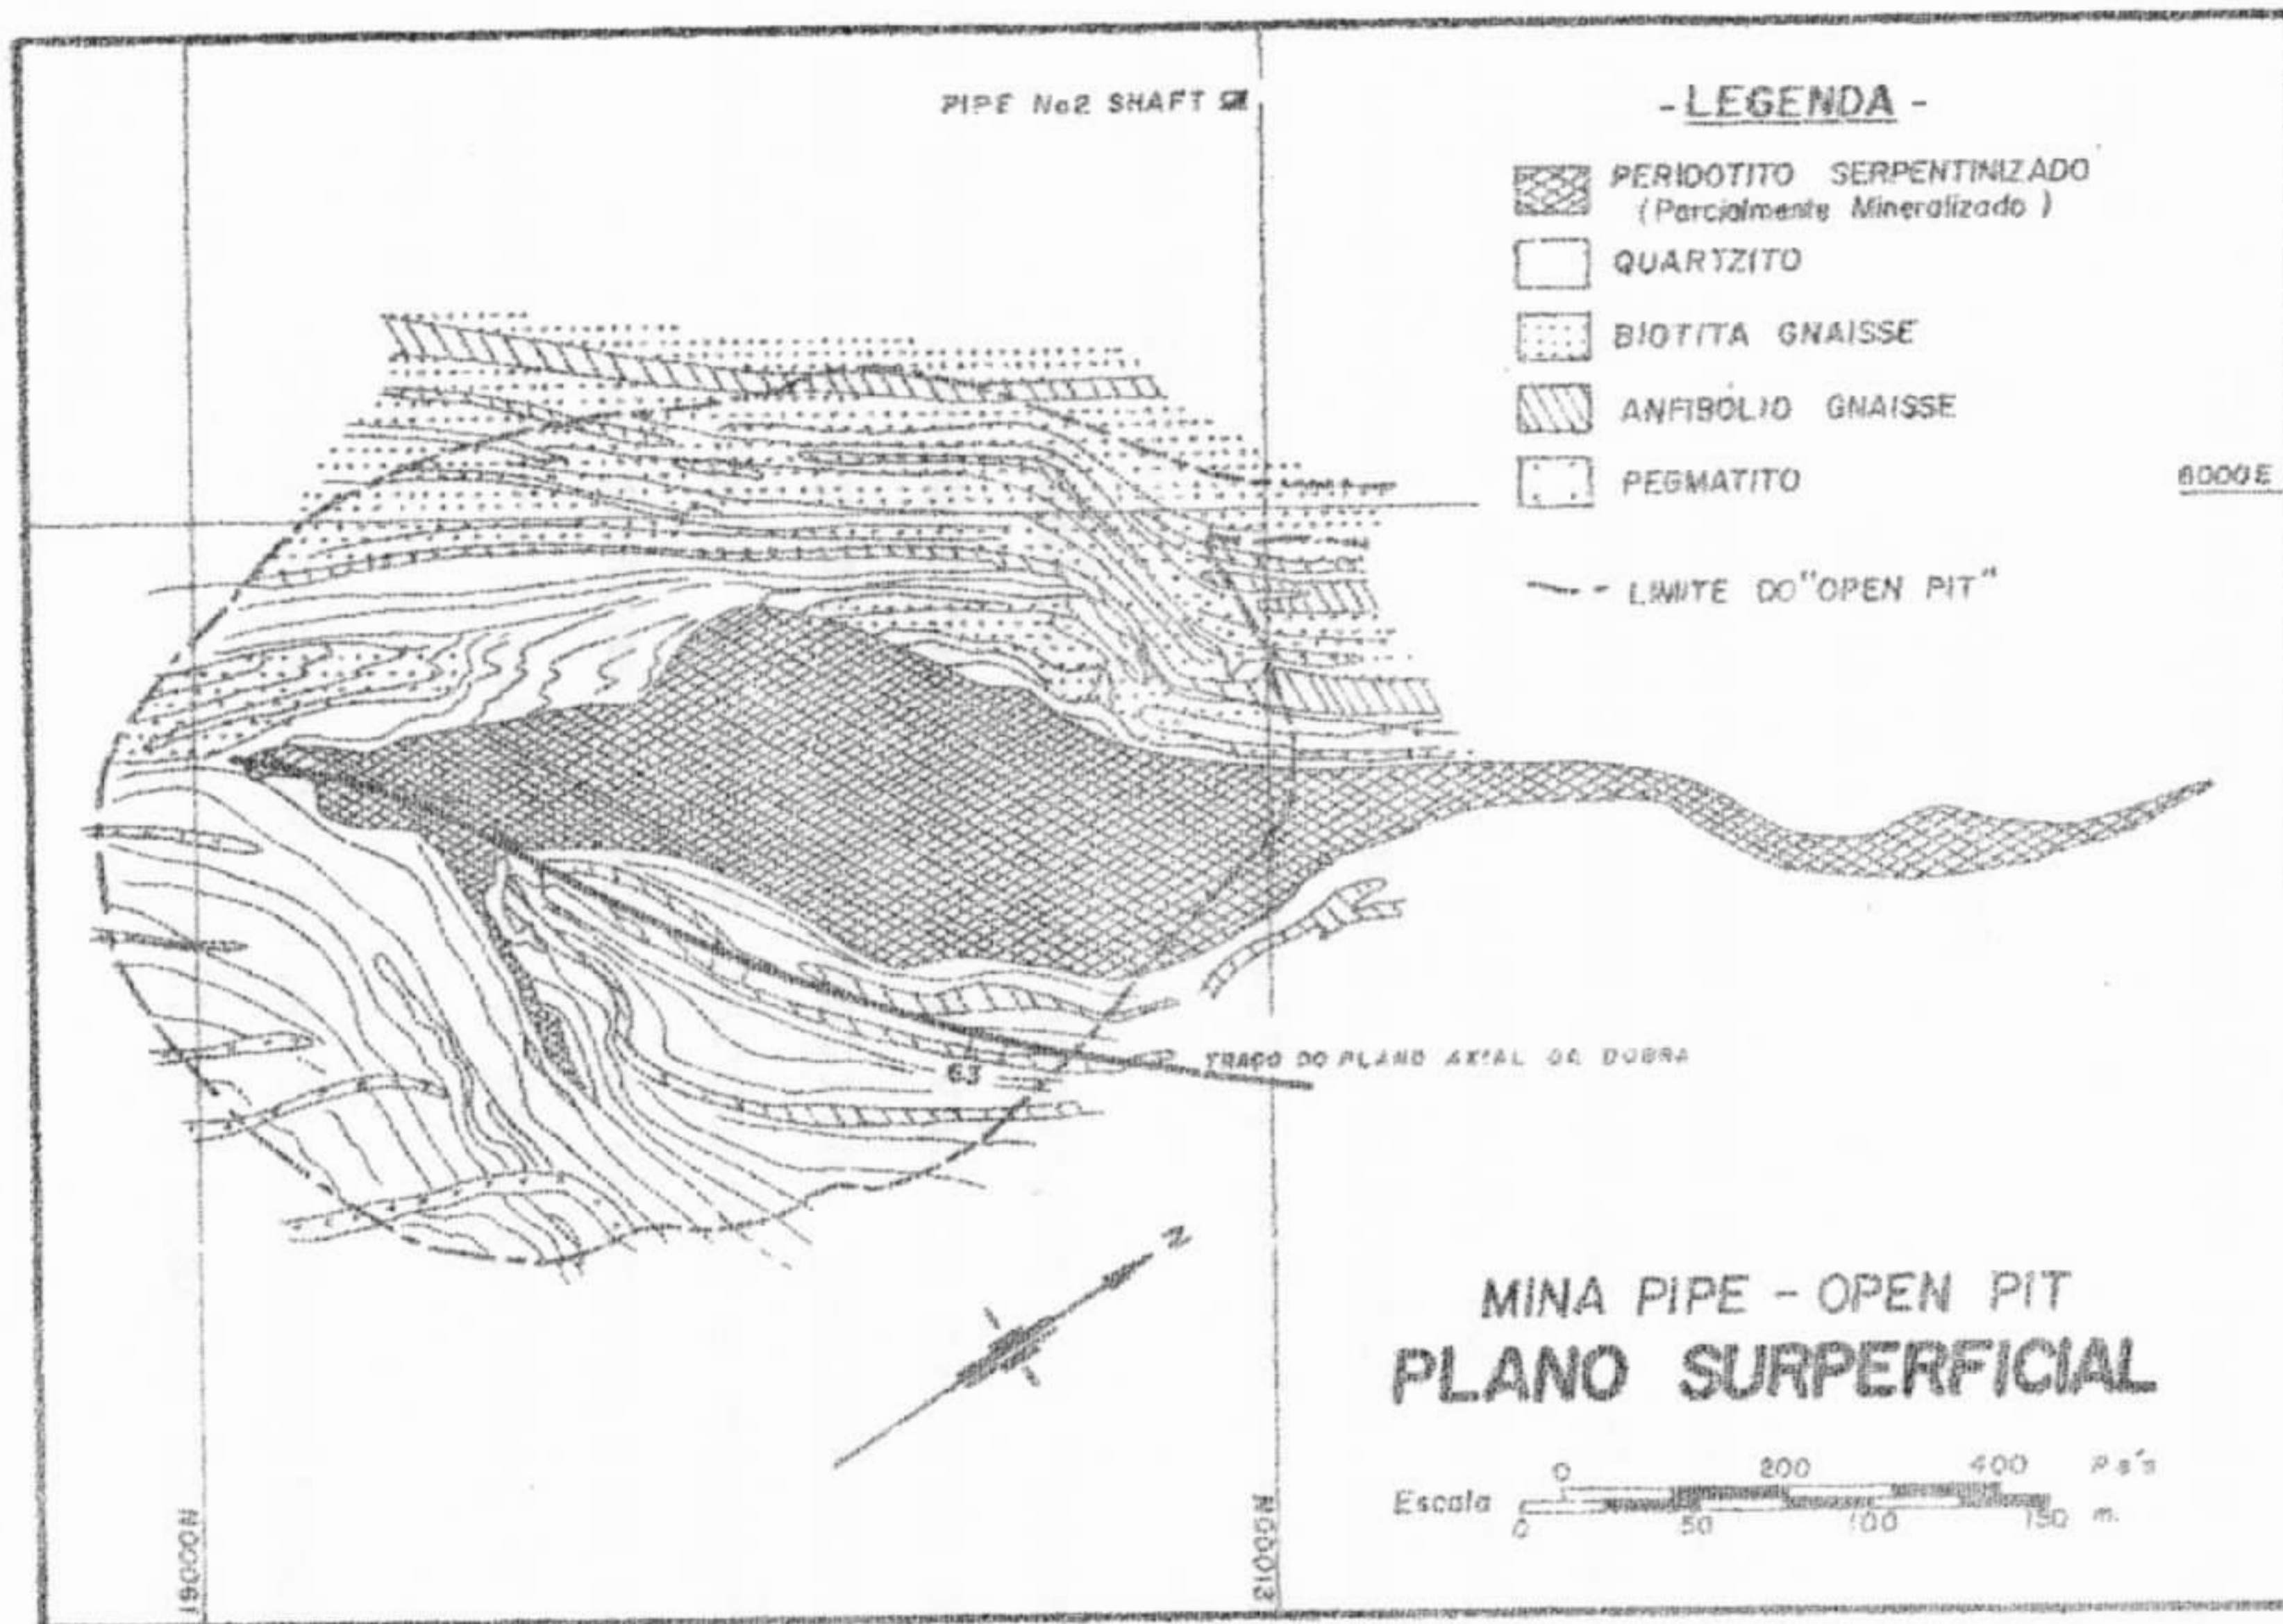 PIPE No2 SHAFT
- LEGENDA -
PERIDOTITO SERPENTINIZADO
(Parcialmente Mineralizado)
QUARTZITO
BIOTITA GNAISSE
ANFIBÓLIO GNAISSE
PEGMATITO
6000E
LIMITE DO "OPEN PIT"
TRAÇO DO PLANO AXIAL DA DOBRA
63
N
MINA PIPE - OPEN PIT
PLANO SURPERFICIAL
0 200 400
Escala
0 50 100 150 m.